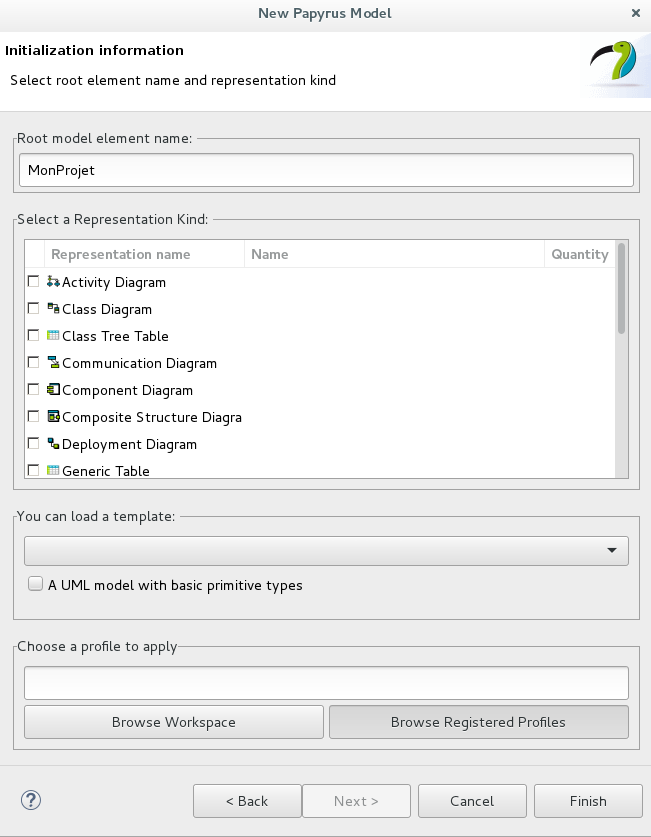 New Papyrus Model
Initialization information
Select root element name and representation kind
Root model element name:
MonProjet
Select a Representation Kind:
Representation name Name Quantity
Activity Diagram
Class Diagram
Class Tree Table
Communication Diagram
Component Diagram
Composite Structure Diagra
Deployment Diagram
Generic Table
You can load a template:
A UML model with basic primitive types
Choose a profile to apply
Browse Workspace Browse Registered Profiles
? < Back Next > Cancel Finish